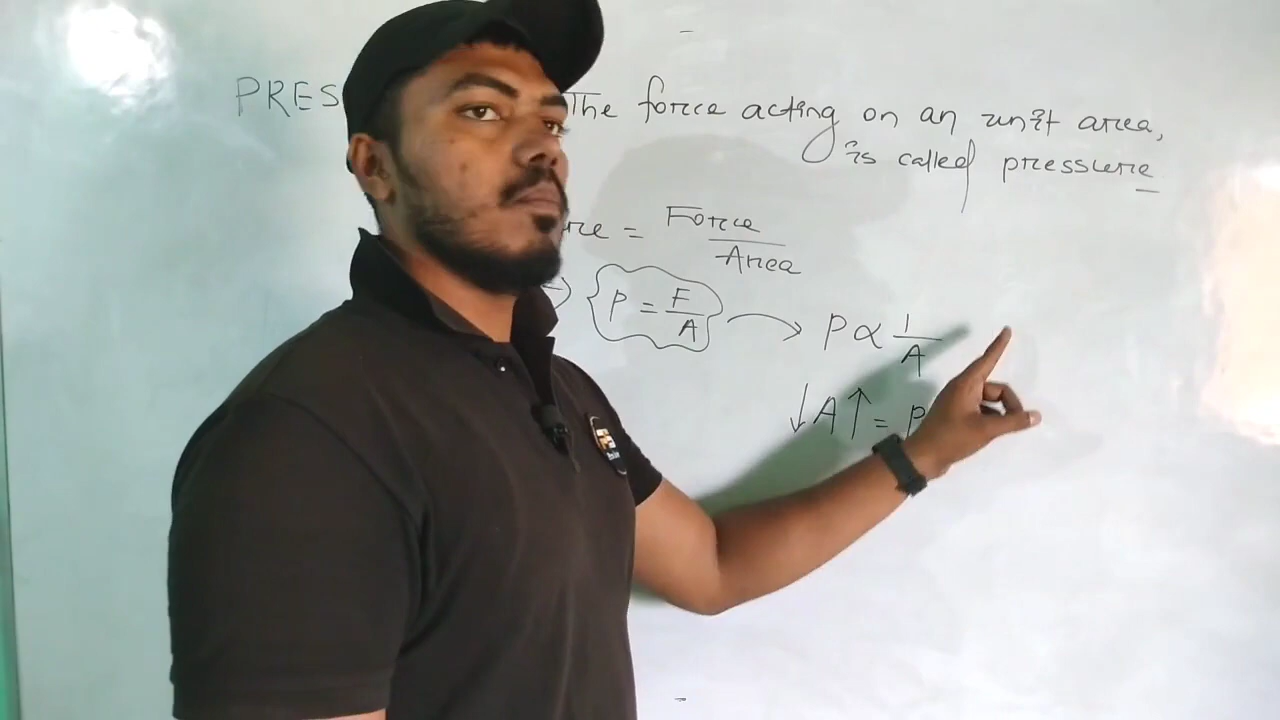 PRES The force acting on an unit area,
is called pressure
re = Force / Area
P = F / A → P ∝ 1 / A
↓ A ↑ = P